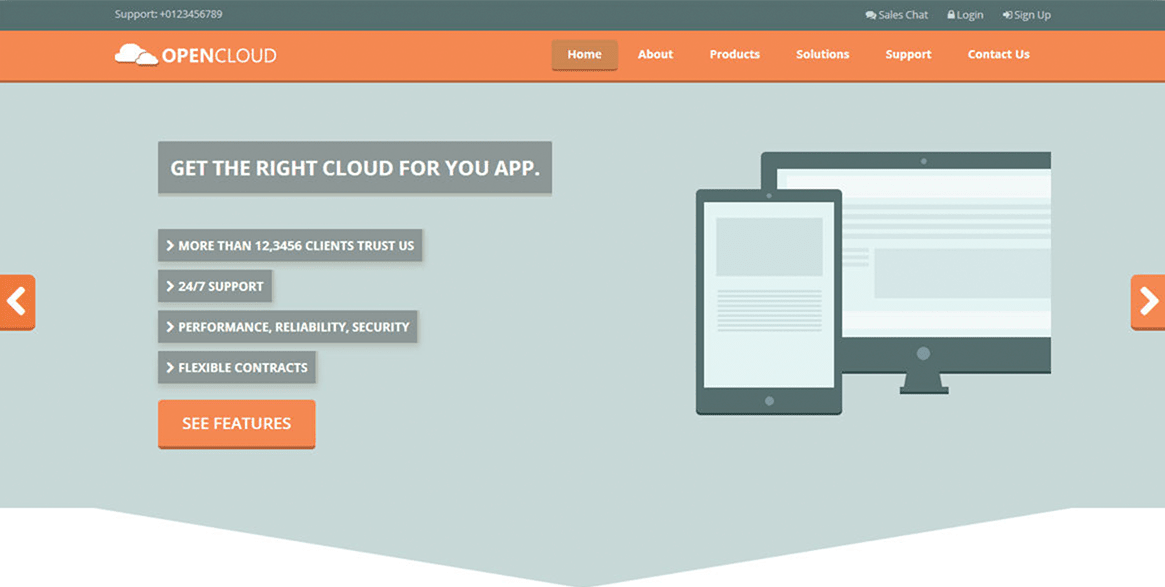 Support: +0123456789 Sales Chat Login Sign Up
OPENCLOUD Home About Products Solutions Support Contact Us
GET THE RIGHT CLOUD FOR YOU APP.
MORE THAN 12,3456 CLIENTS TRUST US
24/7 SUPPORT
PERFORMANCE, RELIABILITY, SECURITY
FLEXIBLE CONTRACTS
SEE FEATURES